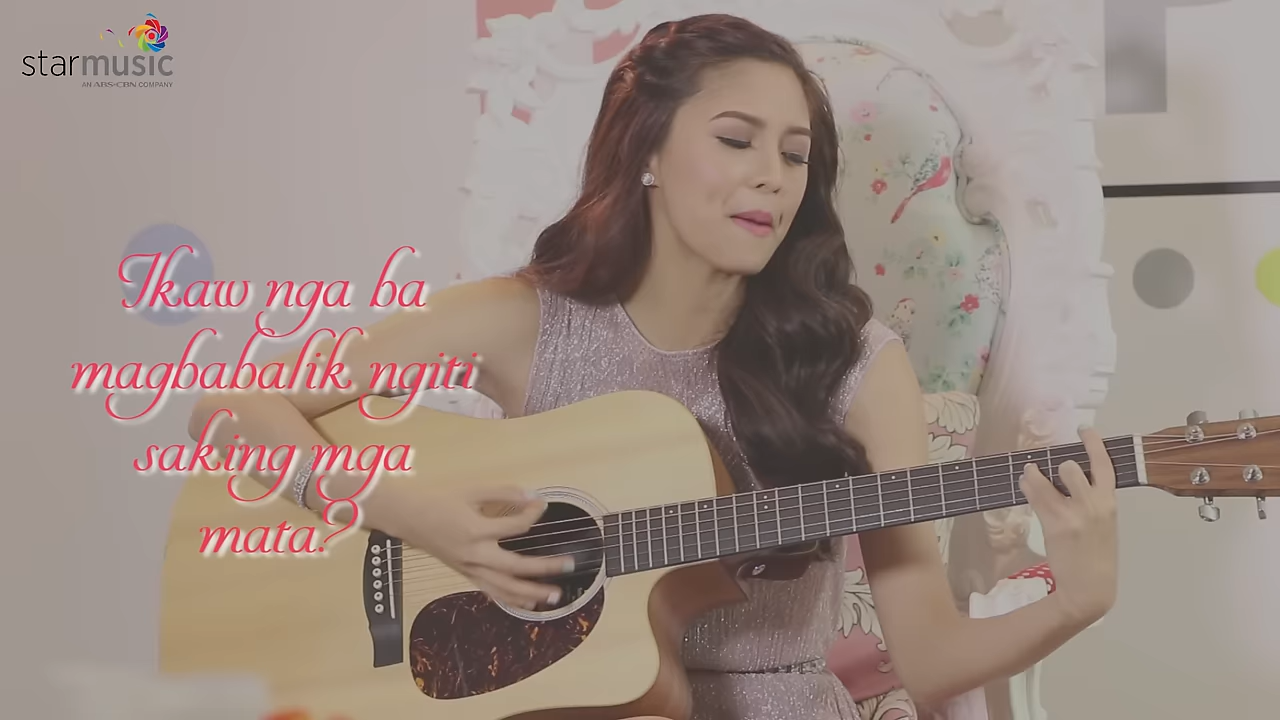 starmusic
AN ABS-CBN COMPANY
Ikaw nga ba
magbabalik ngiti
saking mga
mata?